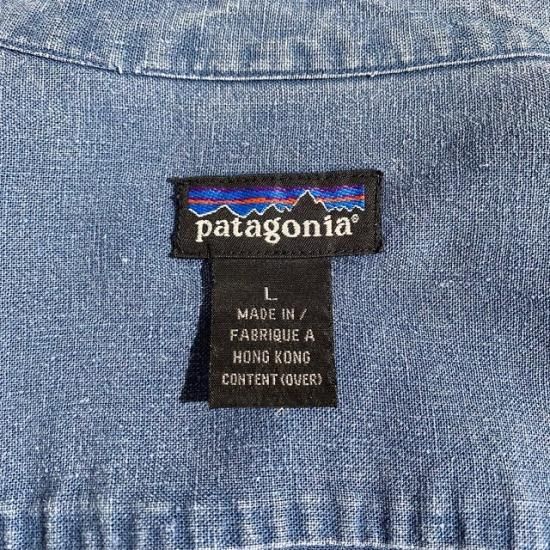 patagonia®
L
MADE IN /
FABRIQUE A
HONG KONG
CONTENT (OVER)